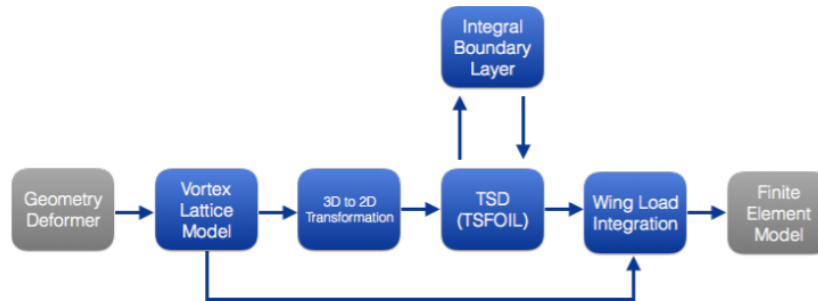 Integral
Boundary
Layer
Geometry
Deformer
Vortex
Lattice
Model
3D to 2D
Transformation
TSD
(TSFOIL)
Wing Load
Integration
Finite
Element
Model